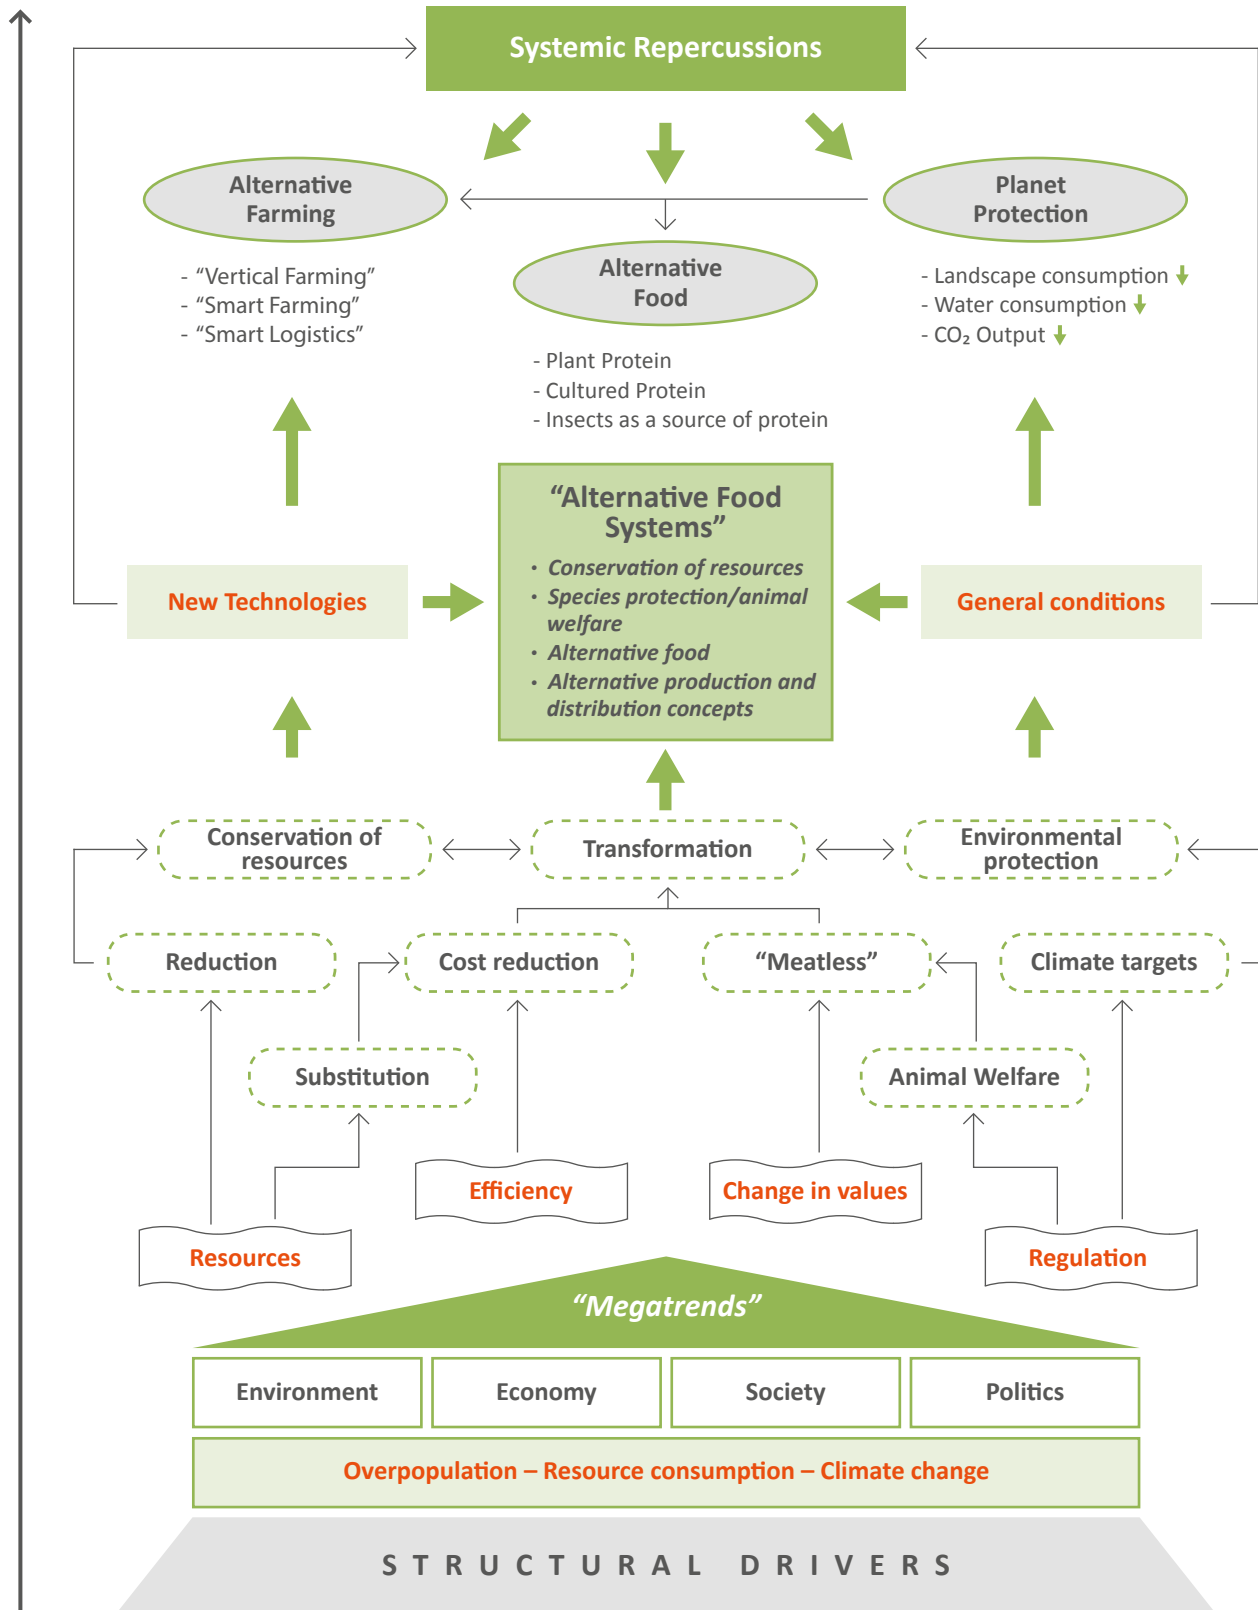 Systemic Repercussions
Alternative
Farming
Planet
Protection
- “Vertical Farming”
- “Smart Farming”
- “Smart Logistics”
Alternative
Food
- Landscape consumption
- Water consumption
- CO₂ Output
- Plant Protein
- Cultured Protein
- Insects as a source of protein
“Alternative Food
Systems”
• Conservation of resources
• Species protection/animal
welfare
• Alternative food
• Alternative production and
distribution concepts
New Technologies
General conditions
Conservation of
resources
Transformation
Environmental
protection
Reduction
Cost reduction
“Meatless”
Climate targets
Substitution
Animal Welfare
Efficiency
Change in values
Resources
Regulation
“Megatrends”
Environment
Economy
Society
Politics
Overpopulation – Resource consumption – Climate change
STRUCTURAL DRIVERS